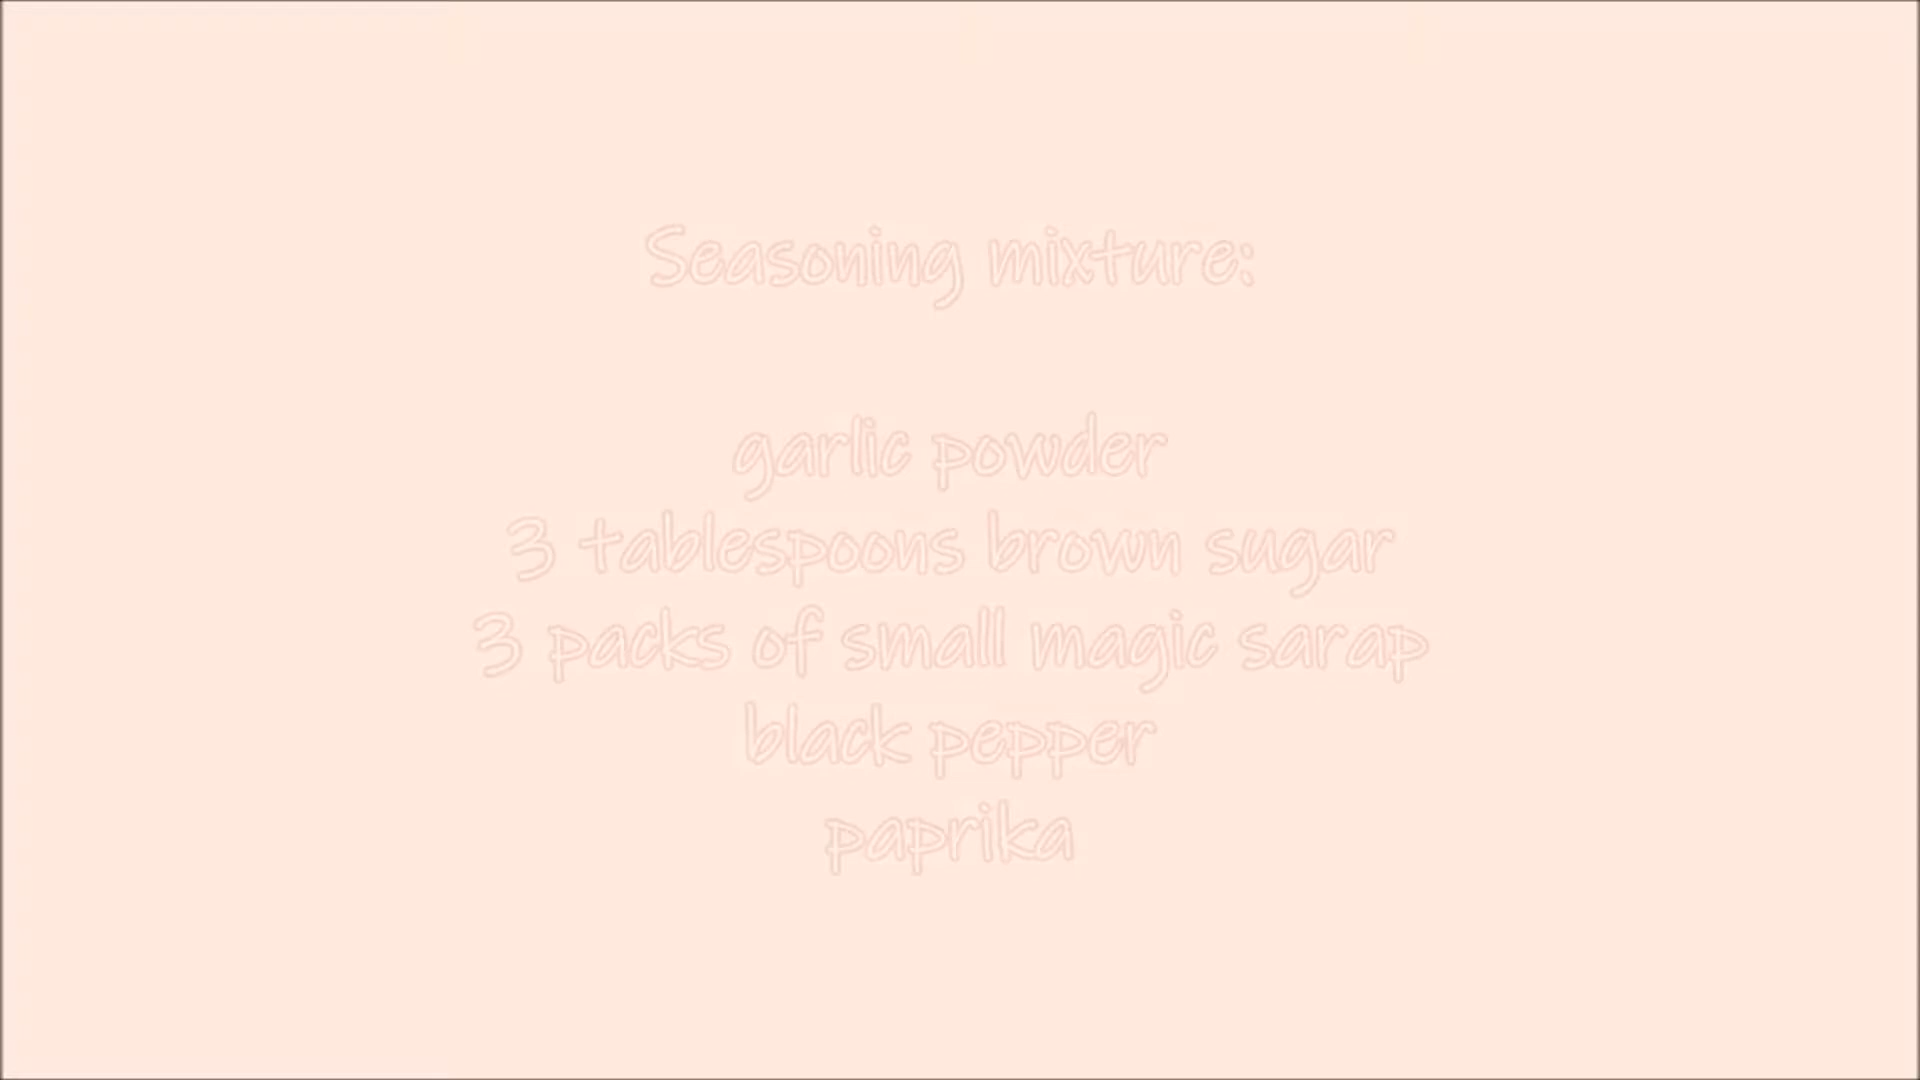 Seasoning mixture:
garlic powder
3 tablespoons brown sugar
3 packs of small magic sarap
black pepper
paprika